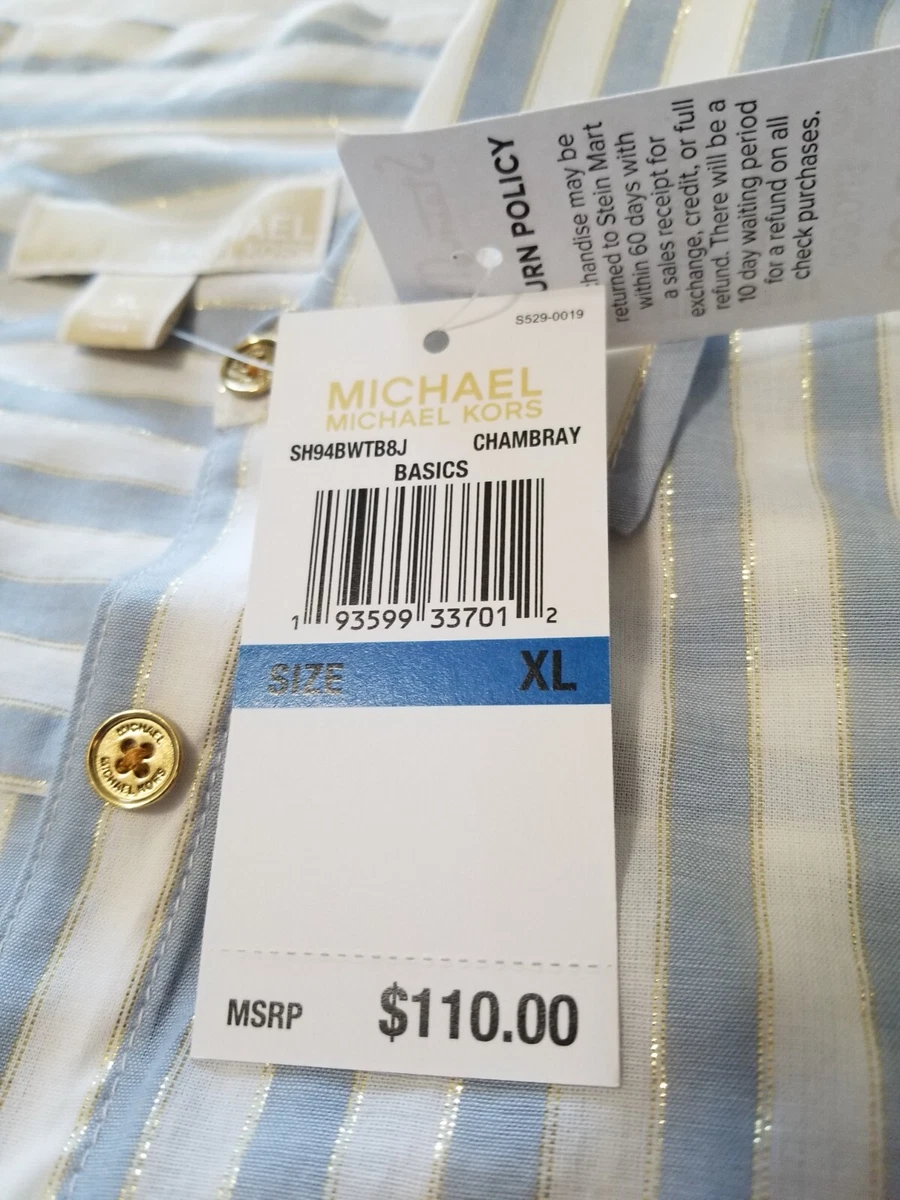 URN POLICY
chandise may be
returned to Stein Mart
within 60 days with
a sales receipt for
exchange, credit, or full
refund. There will be a
10 day waiting period
for a refund on all
check purchases.
S529-0019
MICHAEL
MICHAEL KORS
SH94BWTB8J CHAMBRAY
BASICS
1 93599 33701 2
SIZE XL
MSRP $110.00
MICHAEL
MICHAEL KORS